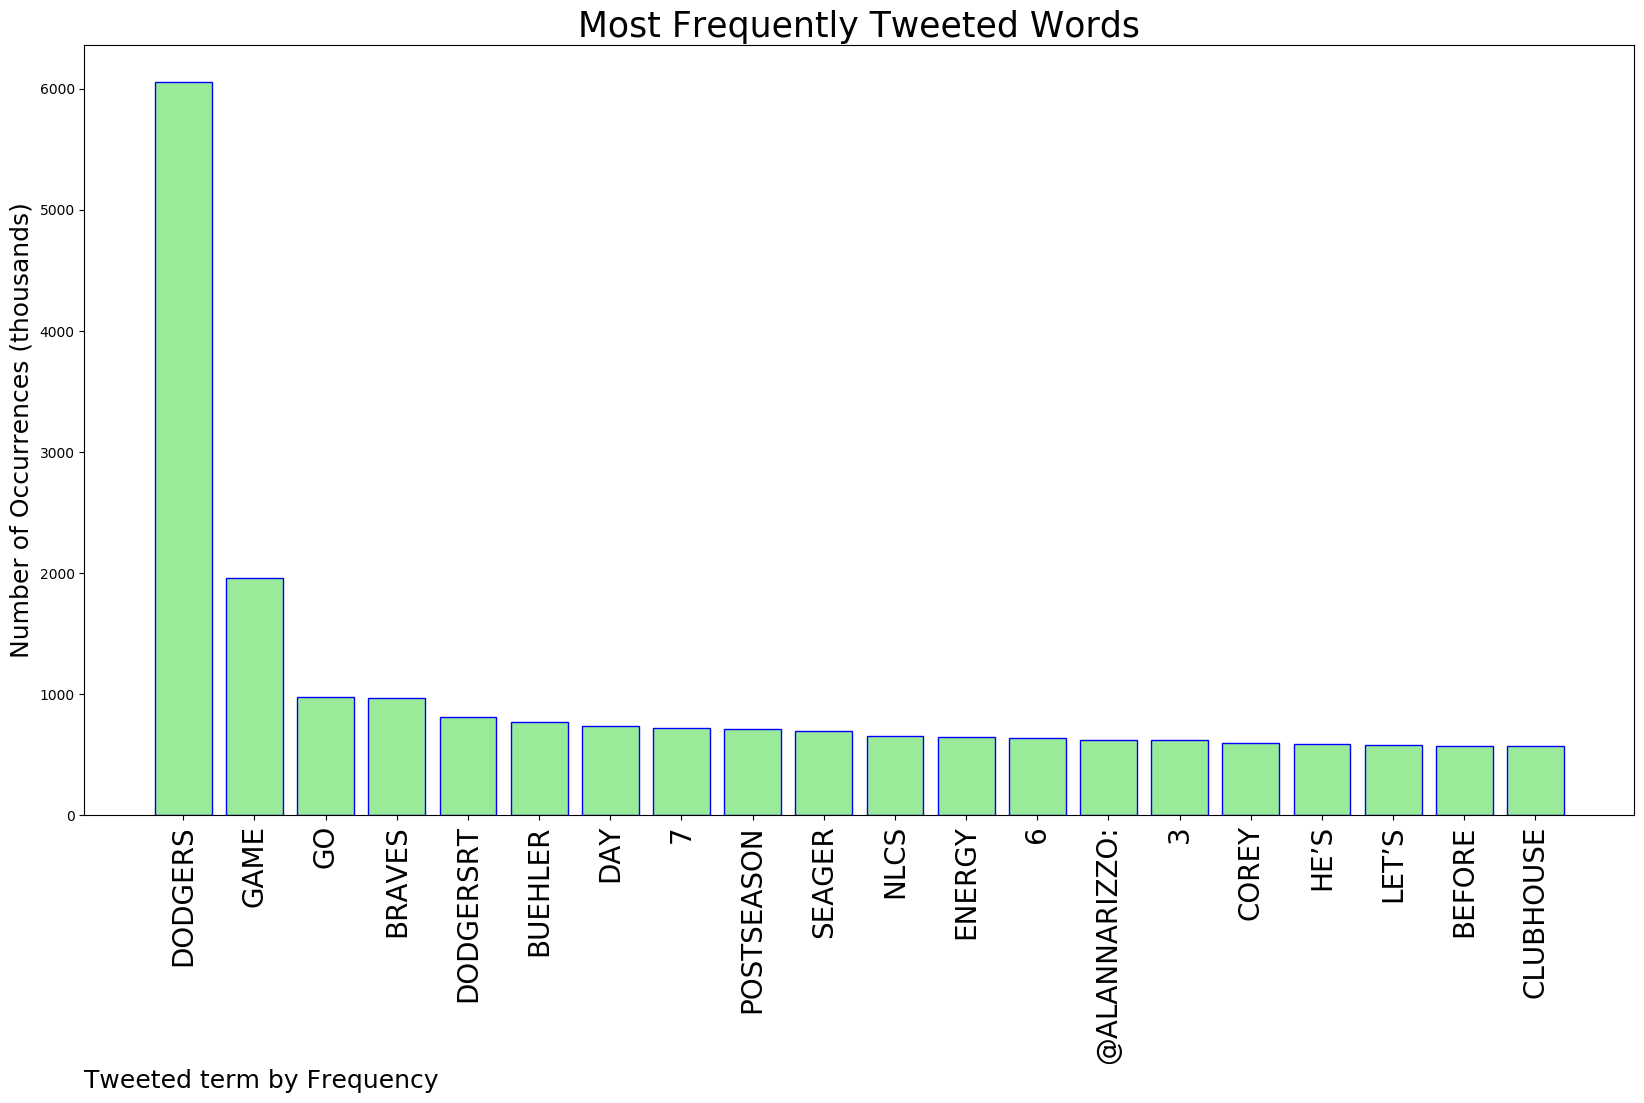 Most Frequently Tweeted Words
Number of Occurrences (thousands)
6000
5000
4000
3000
2000
1000
0
DODGERS
GAME
GO
BRAVES
DODGERSRT
BUEHLER
DAY
7
POSTSEASON
SEAGER
NLCS
ENERGY
6
@ALANNARIZZO:
3
COREY
HE’S
LET’S
BEFORE
CLUBHOUSE
Tweeted term by Frequency